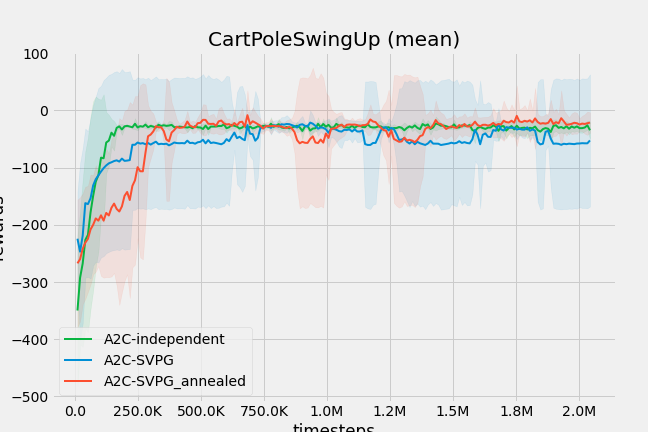 CartPoleSwingUp (mean)
100
0
−100
−200
−300
−400
−500
A2C-independent
A2C-SVPG
A2C-SVPG_annealed
0.0 250.0K 500.0K 750.0K 1.0M 1.2M 1.5M 1.8M 2.0M
timesteps